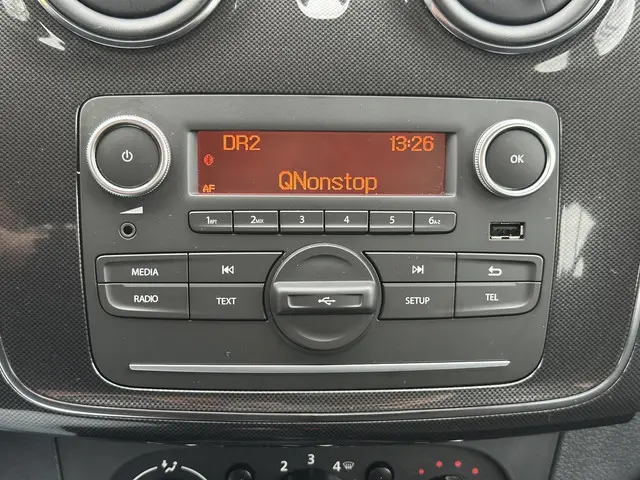 DR2 13:26
QNonstop
AF
1RPT 2MIX 3 4 5 6A-Z
OK
MEDIA
RADIO TEXT SETUP TEL
2 3 4